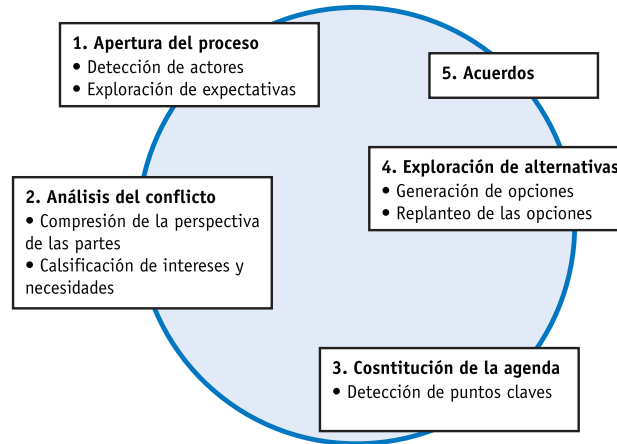 1. Apertura del proceso
• Detección de actores
• Exploración de expectativas
2. Análisis del conflicto
• Compresión de la perspectiva
de las partes
• Calsificación de intereses y
necesidades
3. Cosntitución de la agenda
• Detección de puntos claves
4. Exploración de alternativas
• Generación de opciones
• Replanteo de las opciones
5. Acuerdos